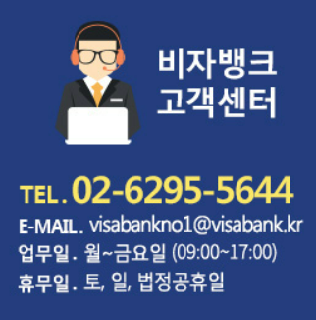 비자뱅크
고객센터
TEL. 02-6295-5644
E-MAIL. visabankno1@visabank.kr
업무일. 월~금요일 (09:00~17:00)
휴무일. 토, 일, 법정공휴일